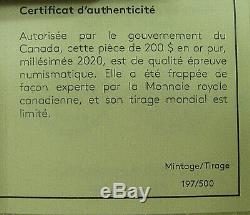 Certificat d'authenticité
Autorisée par le gouvernement du
Canada, cette pièce de 200 $ en or pur,
millésimée 2020, est de qualité épreuve
numismatique. Elle a été frappée de
façon experte par la Monnaie royale
canadienne, et son tirage mondial est
limité.
Mintage/Tirage
197/500